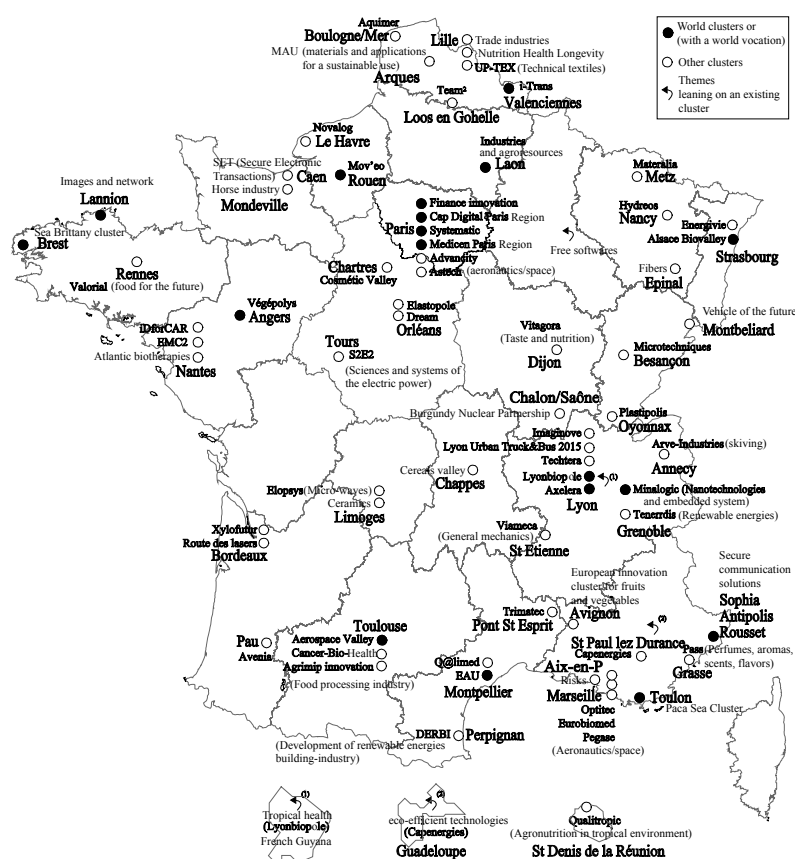 Aquimer
Boulogne/Mer
Lille
Trade industries
MAU (materials and applications
for a sustainable use)
Nutrition Health Longevity
UP-TEX (Technical textiles)
Arques
Team²
i-Trans
Valenciennes
Loos en Gohelle
World clusters or
(with a world vocation)
Other clusters
Themes
leaning on an existing
cluster
Novalog
Le Havre
Industries
and agroresources
Laon
SET (Secure Electronic
Transactions)
Caen
Mov'eo
Rouen
Horse industry
Mondeville
Materalia
Metz
Images and network
Lannion
Sea Brittany cluster
Brest
Finance innovation
Cap Digital Paris Region
Paris
Systematic
Medicen Paris Region
Advancity
Astech (aeronautics/space)
Hydreos
Nancy
Energivie
Alsace Biovalley
Strasbourg
Free softwares
Rennes
Valorial (food for the future)
Chartres
Cosmétic Valley
Fibers
Epinal
Végépolys
Angers
Elastopole
Dream
Orléans
Vehicle of the future
Montbeliard
iDforCAR
EMC2
Atlantic biotherapies
Nantes
Tours
S2E2
(Sciences and systems of
the electric power)
Vitagora
(Taste and nutrition)
Dijon
Microtechniques
Besançon
Chalon/Saône
Burgundy Nuclear Partnership
Plastipolis
Oyonnax
Imaginove
Lyon Urban Truck&Bus 2015
Techtera
Arve-Industries (skiving)
Annecy
Cereals valley
Chappes
Lyonbiopole
(1)
Axelera
Lyon
Minalogic (Nanotechnologies
and embedded system)
Tenerrdis (Renewable energies)
Grenoble
Elopsys (Micro-waves)
Ceramics
Limoges
Viameca
(General mechanics)
St Etienne
Xylofutur
Route des lasers
Bordeaux
European innovation
cluster for fruits
and vegetables
Avignon
Secure
communication
solutions
Sophia
Antipolis
Rousset
Trimatec
Pont St Esprit
(2)
Toulouse
Aerospace Valley
Cancer-Bio-Health
Agrimip innovation
(Food processing industry)
Pau
Avenia
St Paul lez Durance
Capenergies
Pass (Perfumes, aromas,
scents, flavors)
Grasse
Q@limed
EAU
Montpellier
Aix-en-P
Risks
Marseille
Optitec
Eurobiomed
Pegase
(Aeronautics/space)
Toulon
Paca Sea Cluster
DERBI
Perpignan
(Development of renewable energies
building-industry)
(1)
Tropical health
(Lyonbiopole)
French Guyana
(2)
eco-efficient technologies
(Capenergies)
Guadeloupe
Qualitropic
(Agronutrition in tropical environment)
St Denis de la Réunion